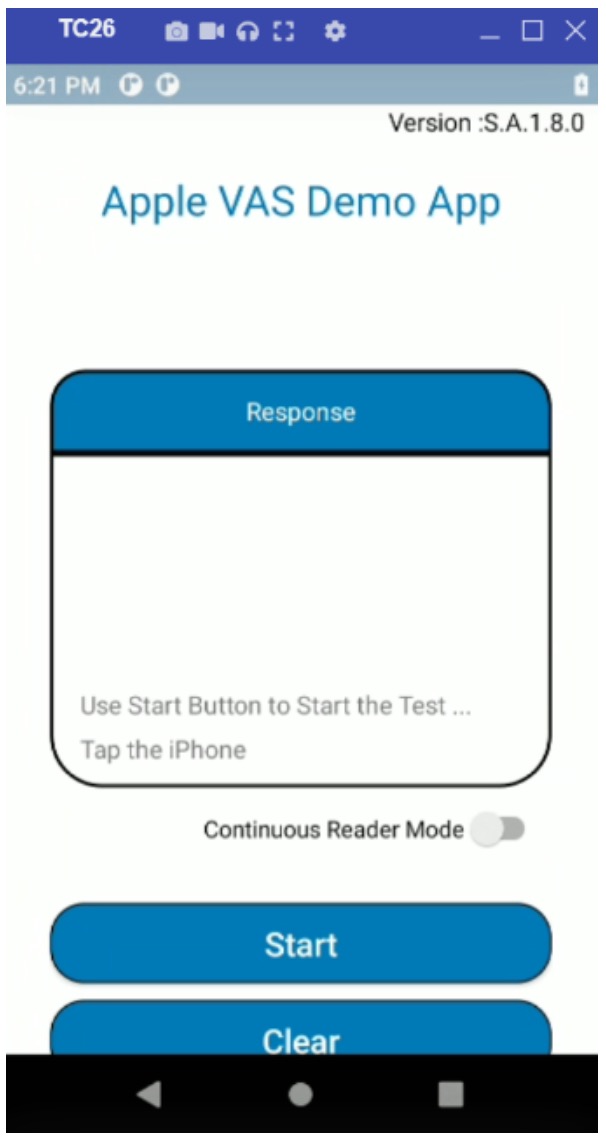 TC26
6:21 PM
Version :S.A.1.8.0
Apple VAS Demo App
Response
Use Start Button to Start the Test ...
Tap the iPhone
Continuous Reader Mode
Start
Clear